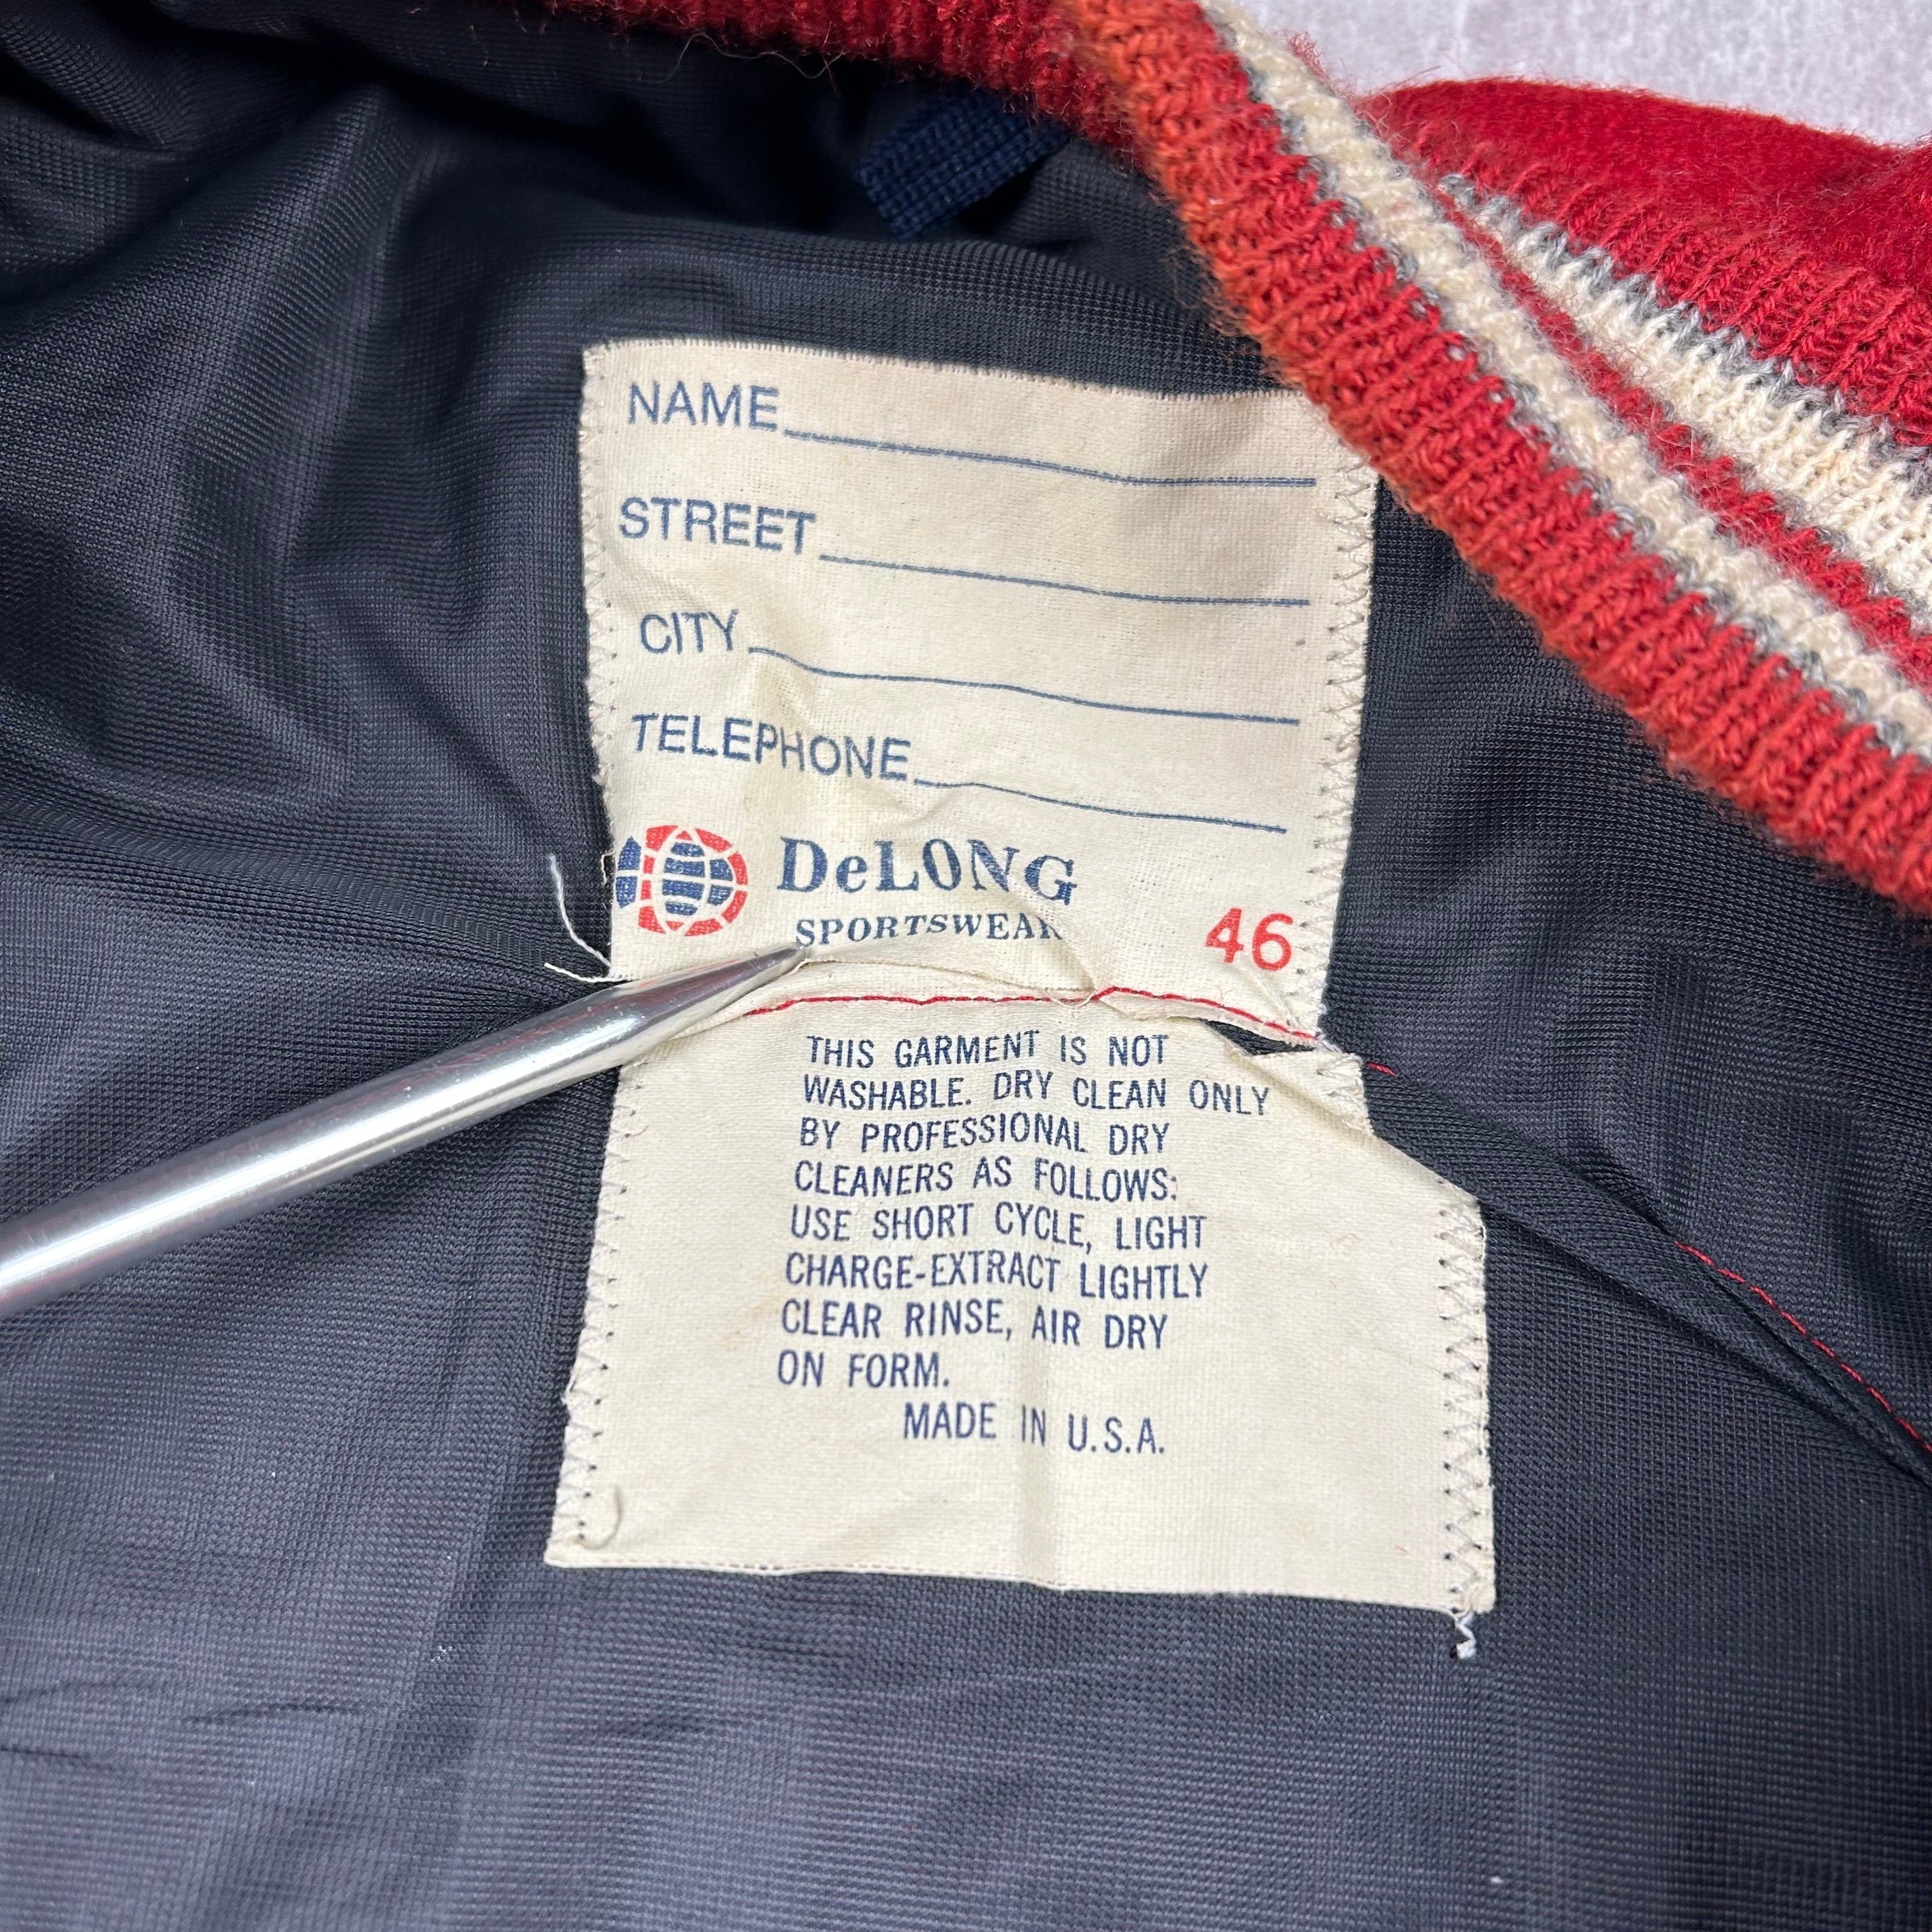 NAME
STREET
CITY
TELEPHONE
DeLONG
SPORTSWEAR
46
THIS GARMENT IS NOT
WASHABLE. DRY CLEAN ONLY
BY PROFESSIONAL DRY
CLEANERS AS FOLLOWS:
USE SHORT CYCLE, LIGHT
CHARGE-EXTRACT LIGHTLY
CLEAR RINSE, AIR DRY
ON FORM.
MADE IN U.S.A.